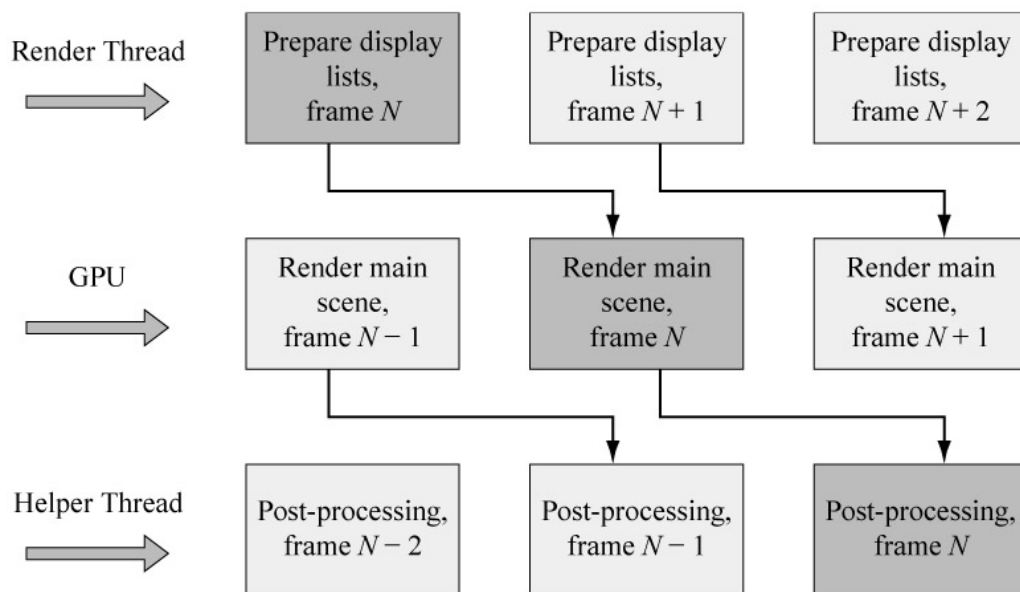 Render Thread
Prepare display
lists,
frame N
Prepare display
lists,
frame N + 1
Prepare display
lists,
frame N + 2
GPU
Render main
scene,
frame N − 1
Render main
scene,
frame N
Render main
scene,
frame N + 1
Helper Thread
Post-processing,
frame N − 2
Post-processing,
frame N − 1
Post-processing,
frame N